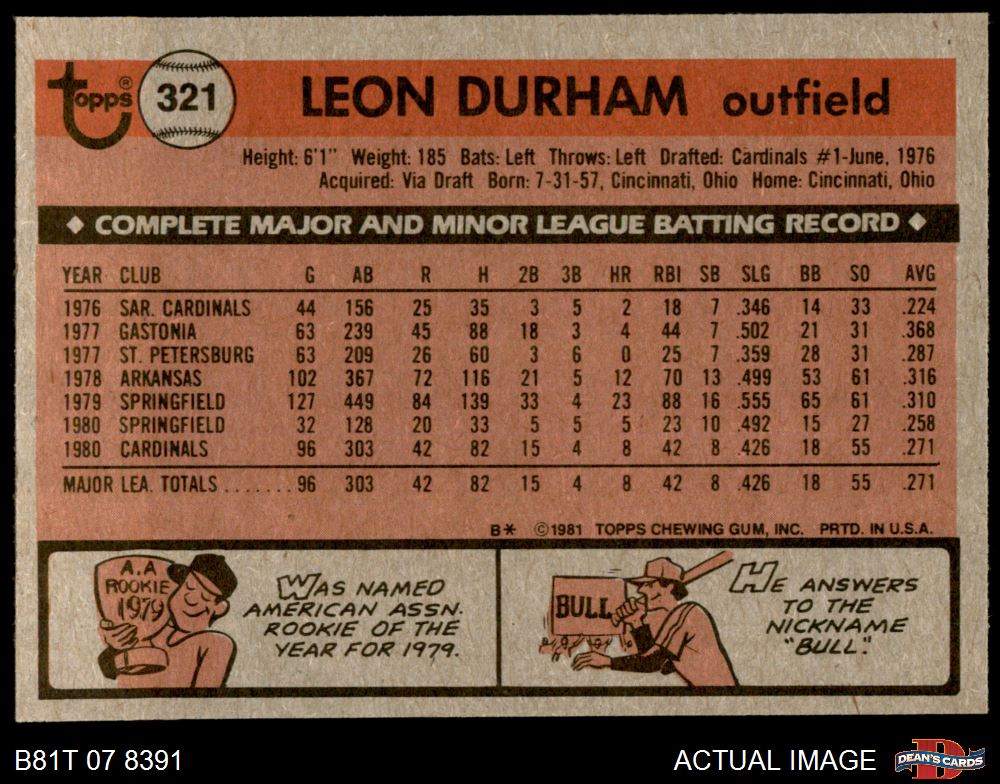 Topps® 321 LEON DURHAM outfield
Height: 6'1" Weight: 185 Bats: Left Throws: Left Drafted: Cardinals #1-June, 1976
Acquired: Via Draft Born: 7-31-57, Cincinnati, Ohio Home: Cincinnati, Ohio
◆ COMPLETE MAJOR AND MINOR LEAGUE BATTING RECORD ◆
YEAR CLUB G AB R H 2B 3B HR RBI SB SLG BB SO AVG
1976 SAR. CARDINALS 44 156 25 35 3 5 2 18 7 .346 14 33 .224
1977 GASTONIA 63 239 45 88 18 3 4 44 7 .502 21 31 .368
1977 ST. PETERSBURG 63 209 26 60 3 6 0 25 7 .359 28 31 .287
1978 ARKANSAS 102 367 72 116 21 5 12 70 13 .499 53 61 .316
1979 SPRINGFIELD 127 449 84 139 33 4 23 88 16 .555 65 61 .310
1980 SPRINGFIELD 32 128 20 33 5 5 5 23 10 .492 15 27 .258
1980 CARDINALS 96 303 42 82 15 4 8 42 8 .426 18 55 .271
MAJOR LEA. TOTALS ....... 96 303 42 82 15 4 8 42 8 .426 18 55 .271
B* ©1981 TOPPS CHEWING GUM, INC. PRTD. IN U.S.A.
A.A
ROOKIE
1979
WAS NAMED
AMERICAN ASSN.
ROOKIE OF THE
YEAR FOR 1979.
BULL
HE ANSWERS
TO THE
NICKNAME
"BULL."
B81T 07 8391
ACTUAL IMAGE
DEAN'S CARDS